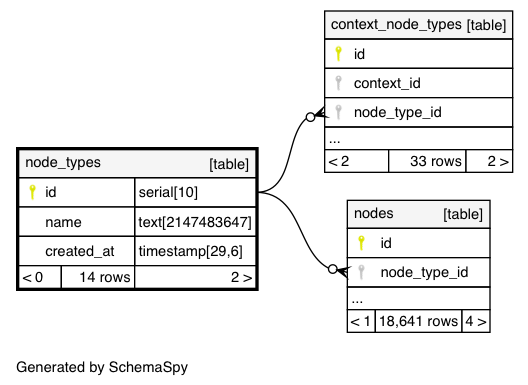 context_node_types [table]
id
context_id
node_type_id
...
< 2 33 rows 2 >
node_types [table]
id serial[10]
name text[2147483647]
created_at timestamp[29,6]
< 0 14 rows 2 >
nodes [table]
id
node_type_id
...
< 1 18,641 rows 4 >
Generated by SchemaSpy